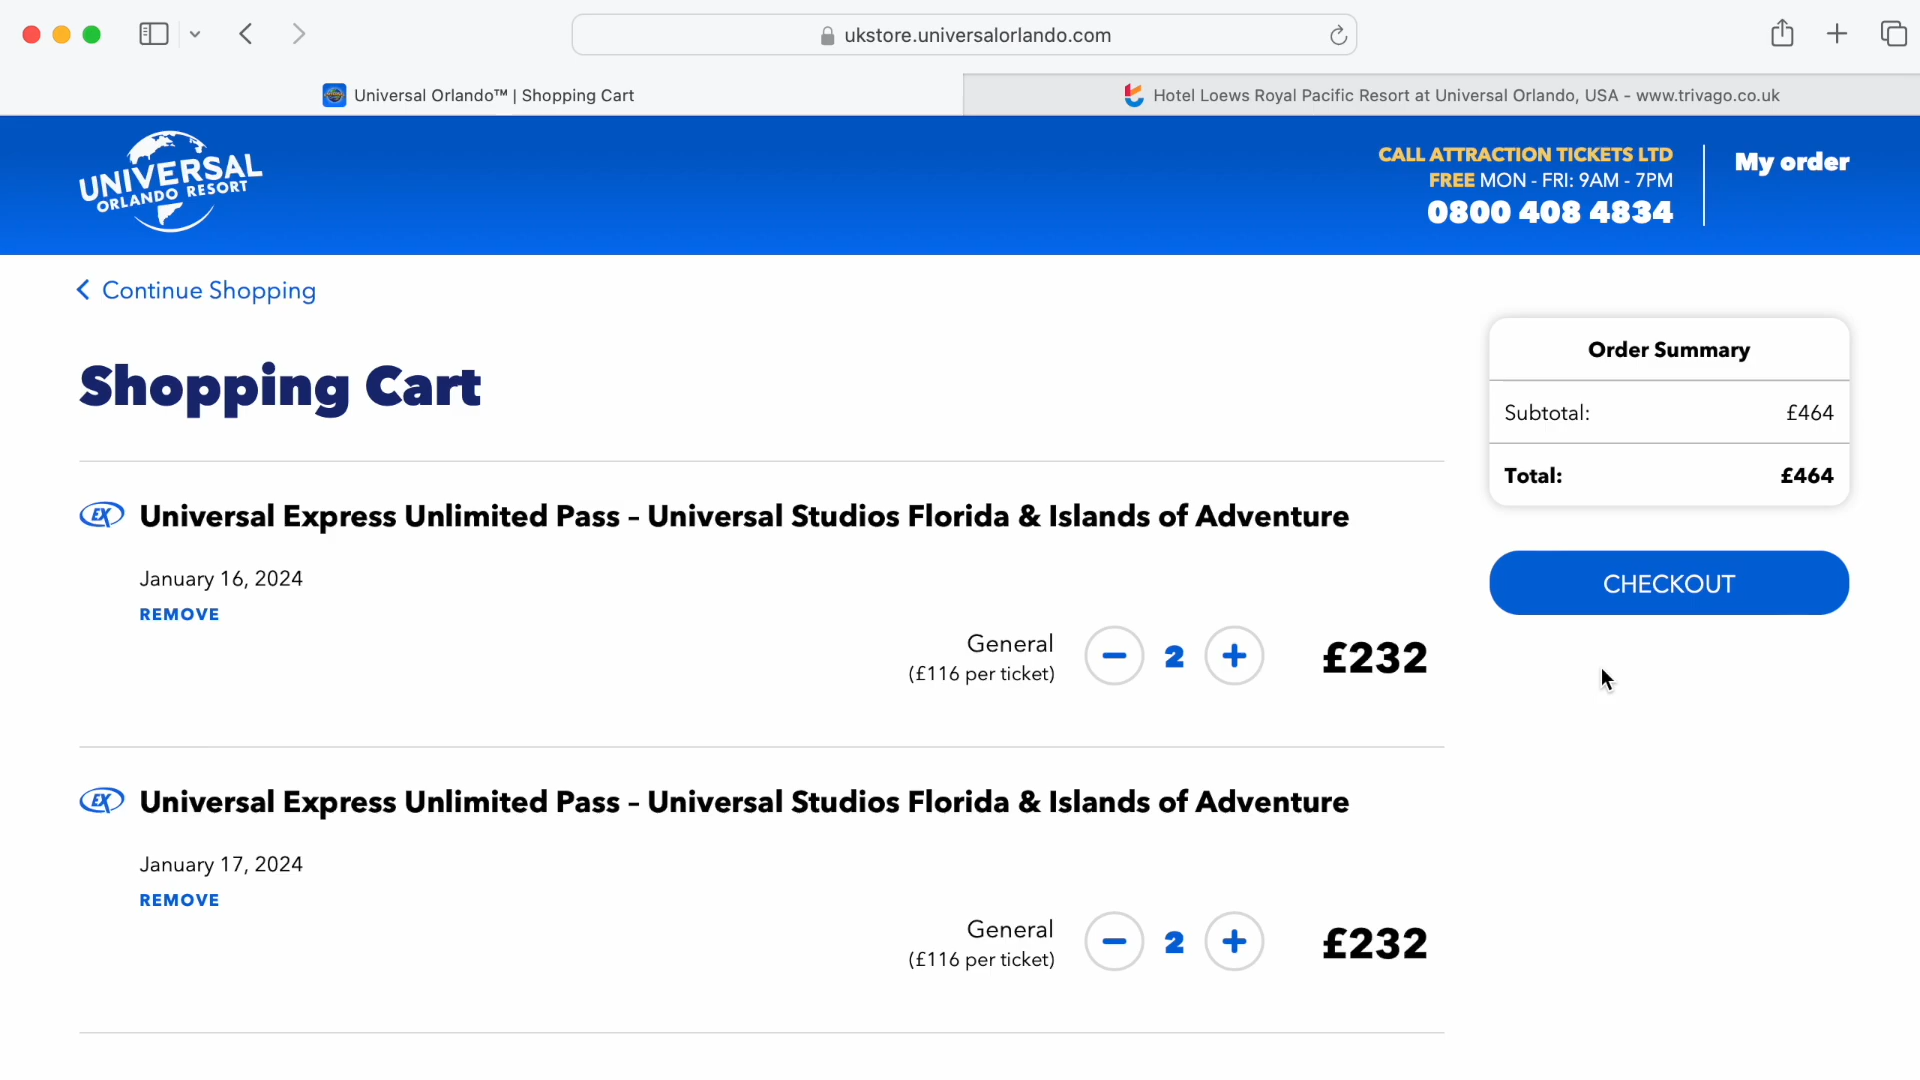 ukstore.universalorlando.com
Universal Orlando™ | Shopping Cart
Hotel Loews Royal Pacific Resort at Universal Orlando, USA - www.trivago.co.uk
UNIVERSAL
ORLANDO RESORT
CALL ATTRACTION TICKETS LTD
FREE MON - FRI: 9AM - 7PM
0800 408 4834
My order
Continue Shopping
Shopping Cart
EX Universal Express Unlimited Pass – Universal Studios Florida & Islands of Adventure
January 16, 2024
REMOVE
General
(£116 per ticket)
2
£232
EX Universal Express Unlimited Pass – Universal Studios Florida & Islands of Adventure
January 17, 2024
REMOVE
General
(£116 per ticket)
2
£232
Order Summary
Subtotal: £464
Total: £464
CHECKOUT